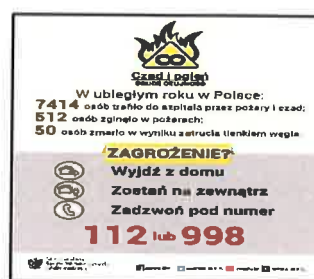 Czad i ogień
W ubiegłym roku w Polsce:
7414 osób trafiło do szpitala przez pożary i czad;
512 osób zginęło w pożarach;
50 osób zmarło w wyniku zatrucia tlenkiem węgla
ZAGROŻENIE?
Wyjdź z domu
Zostań na zewnątrz
Zadzwoń pod numer
112 lub 998